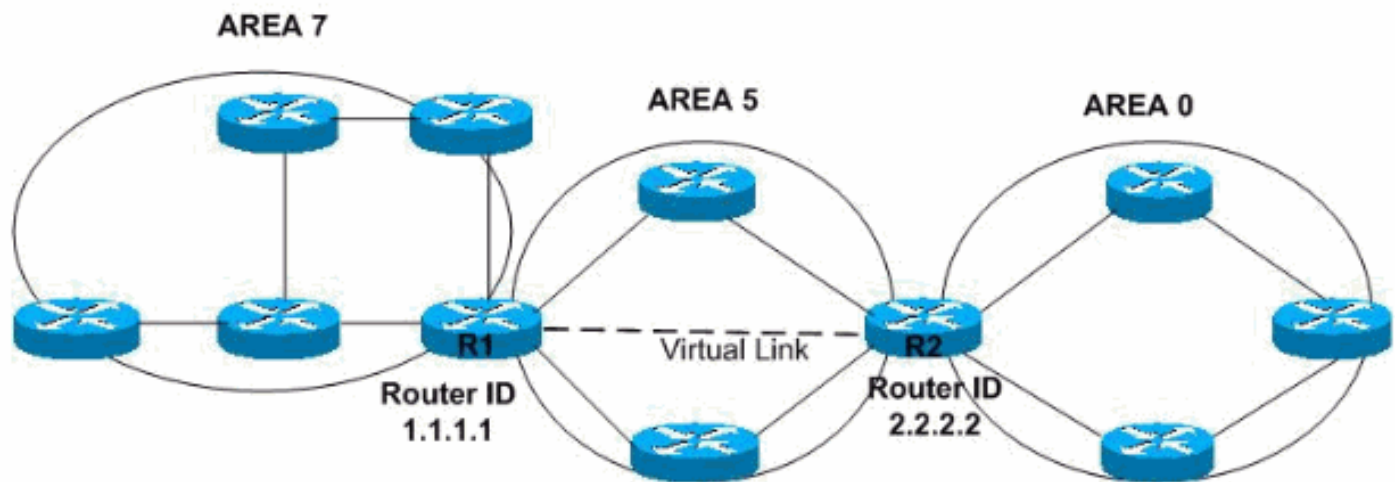 AREA 7
AREA 5
AREA 0
R1
Virtual Link
R2
Router ID
1.1.1.1
Router ID
2.2.2.2